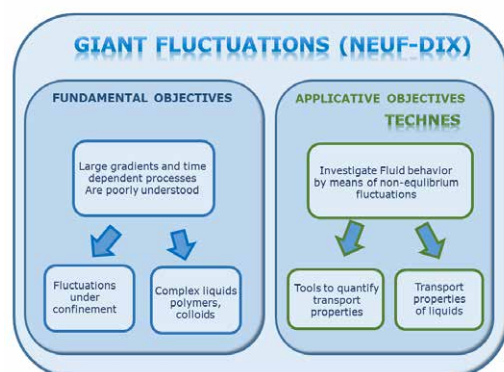 GIANT FLUCTUATIONS (NEUF-DIX)
FUNDAMENTAL OBJECTIVES
Large gradients and time
dependent processes
Are poorly understood
Fluctuations
under
confinement
Complex liquids
polymers,
colloids
APPLICATIVE OBJECTIVES
TECHNES
Investigate Fluid behavior
by means of non-equilibrium
fluctuations
Tools to quantify
transport
properties
Transport
properties
of liquids